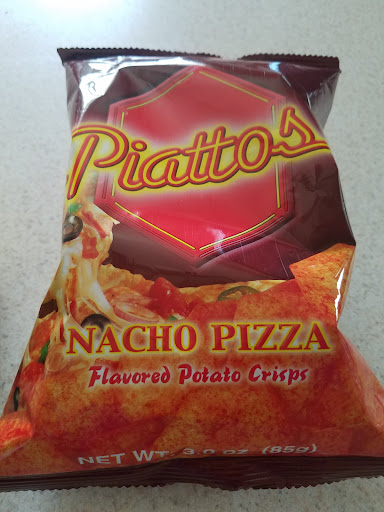 Piattos
NACHO PIZZA
Flavored Potato Crisps
NET WT. 3.0 oz (85g)